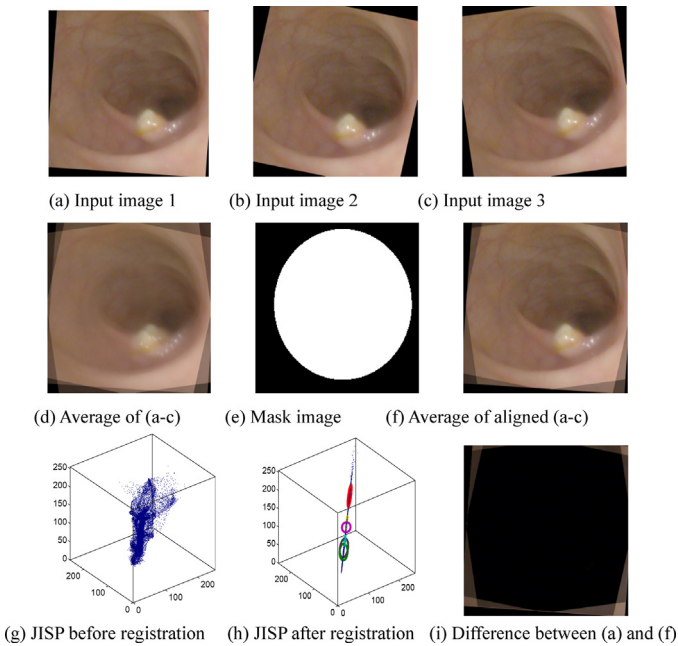 (a) Input image 1
(b) Input image 2
(c) Input image 3
(d) Average of (a-c)
(e) Mask image
(f) Average of aligned (a-c)
250
200
150
100
50
0
200
100
0
100
200
250
200
150
100
50
0
200
100
0
100
200
(g) JISP before registration
(h) JISP after registration
(i) Difference between (a) and (f)